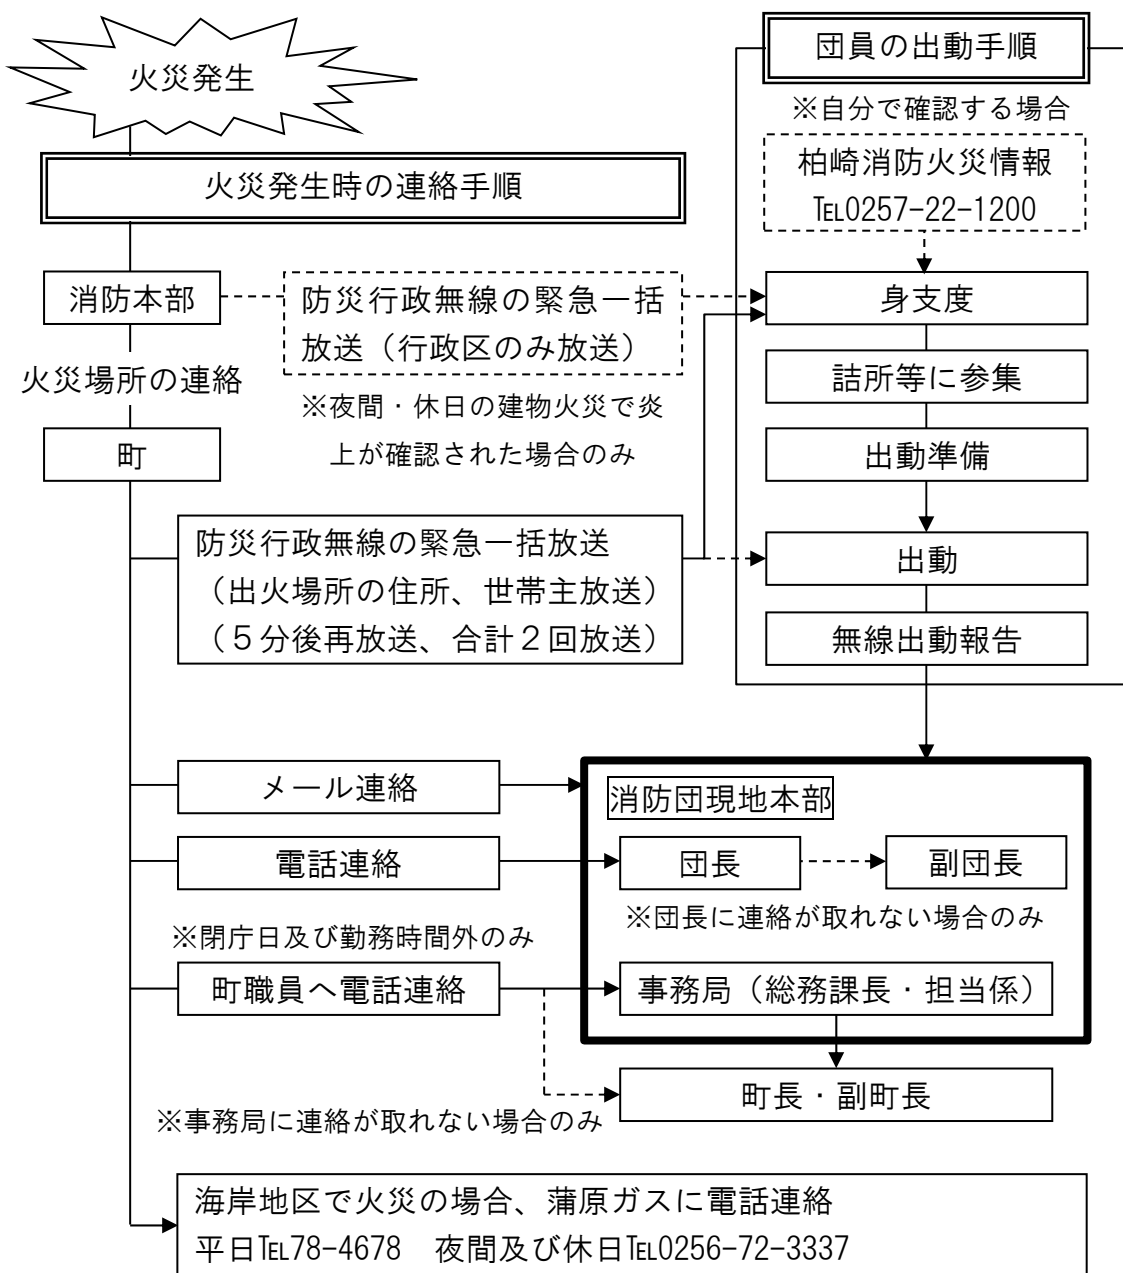 火災発生
火災発生時の連絡手順
消防本部
防災行政無線の緊急一括
放送（行政区のみ放送）
※夜間・休日の建物火災で炎
上が確認された場合のみ
火災場所の連絡
町
防災行政無線の緊急一括放送
（出火場所の住所、世帯主放送）
（５分後再放送、合計２回放送）
団員の出動手順
※自分で確認する場合
柏崎消防火災情報
℡0257-22-1200
身支度
詰所等に参集
出動準備
出動
無線出動報告
メール連絡
消防団現地本部
電話連絡
団長
副団長
※団長に連絡が取れない場合のみ
※閉庁日及び勤務時間外のみ
町職員へ電話連絡
事務局（総務課長・担当係）
町長・副町長
※事務局に連絡が取れない場合のみ
海岸地区で火災の場合、蒲原ガスに電話連絡
平日℡78-4678　夜間及び休日℡0256-72-3337